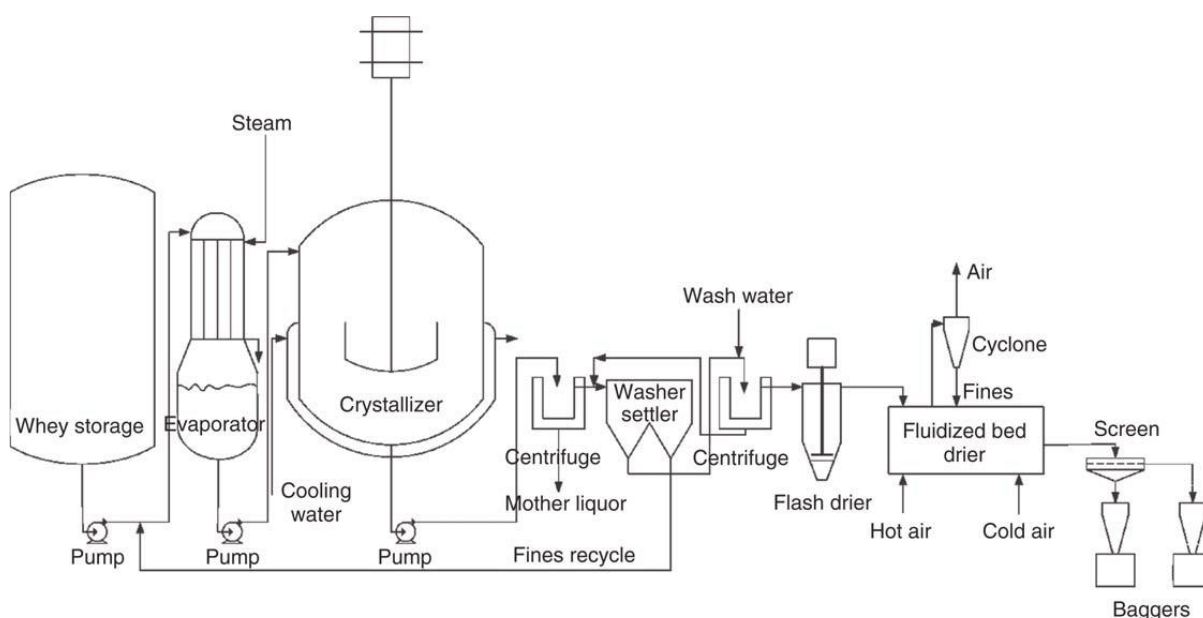 Steam
Whey storage
Pump
Evaporator
Pump
Cooling
water
Crystallizer
Pump
Centrifuge
Mother liquor
Fines recycle
Washer
settler
Wash water
Centrifuge
Flash drier
Air
Cyclone
Fines
Fluidized bed
drier
Hot air
Cold air
Screen
Baggers